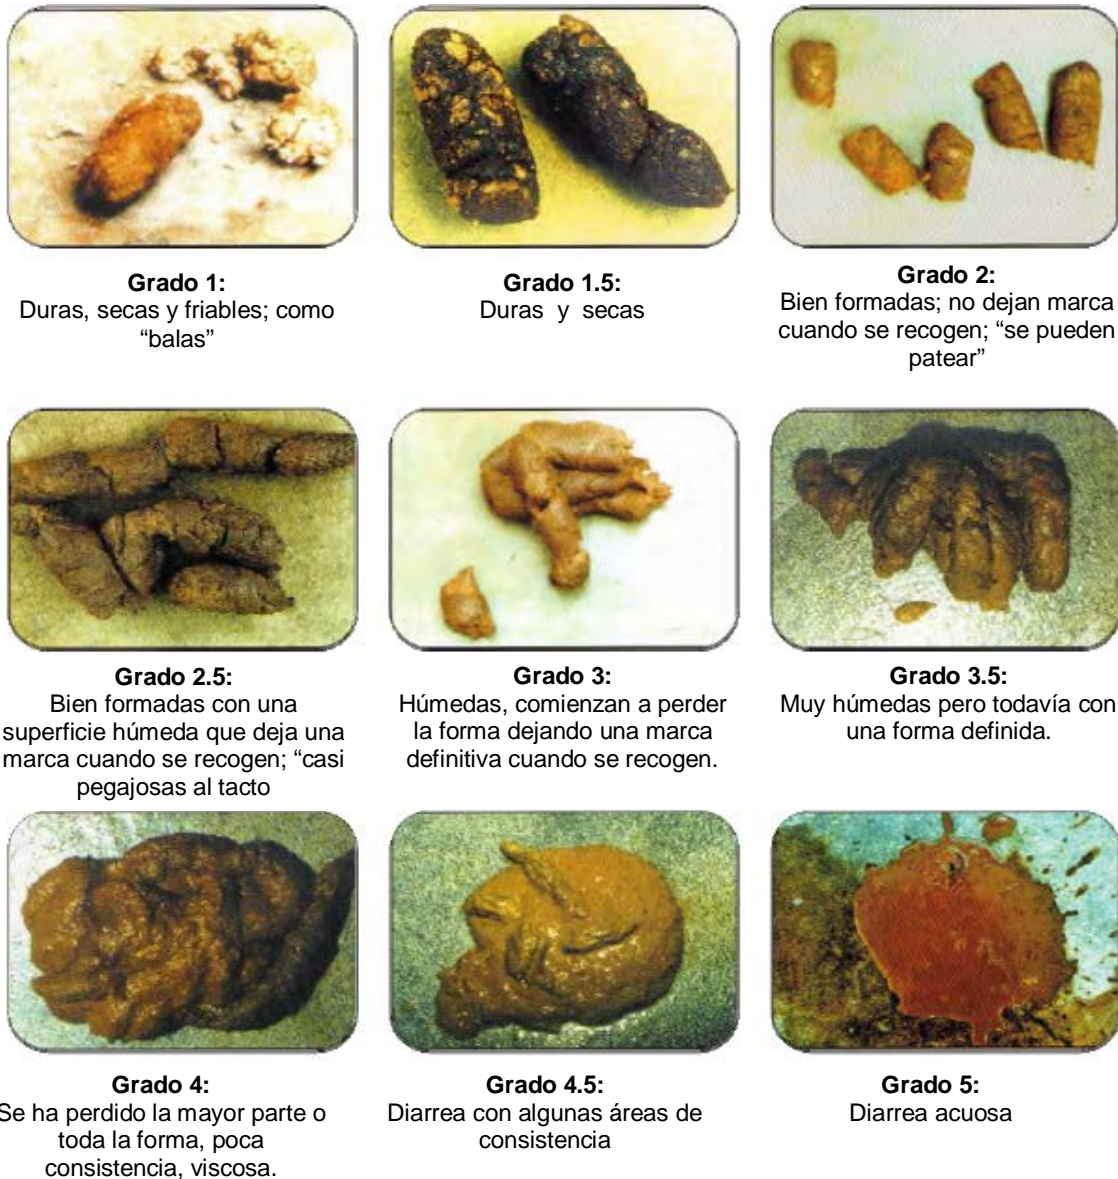 Grado 1:
Duras, secas y friables; como
“balas”
Grado 1.5:
Duras y secas
Grado 2:
Bien formadas; no dejan marca
cuando se recogen; “se pueden
patear”
Grado 2.5:
Bien formadas con una
superficie húmeda que deja una
marca cuando se recogen; “casi
pegajosas al tacto
Grado 3:
Húmedas, comienzan a perder
la forma dejando una marca
definitiva cuando se recogen.
Grado 3.5:
Muy húmedas pero todavía con
una forma definida.
Grado 4:
Se ha perdido la mayor parte o
toda la forma, poca
consistencia, viscosa.
Grado 4.5:
Diarrea con algunas áreas de
consistencia
Grado 5:
Diarrea acuosa